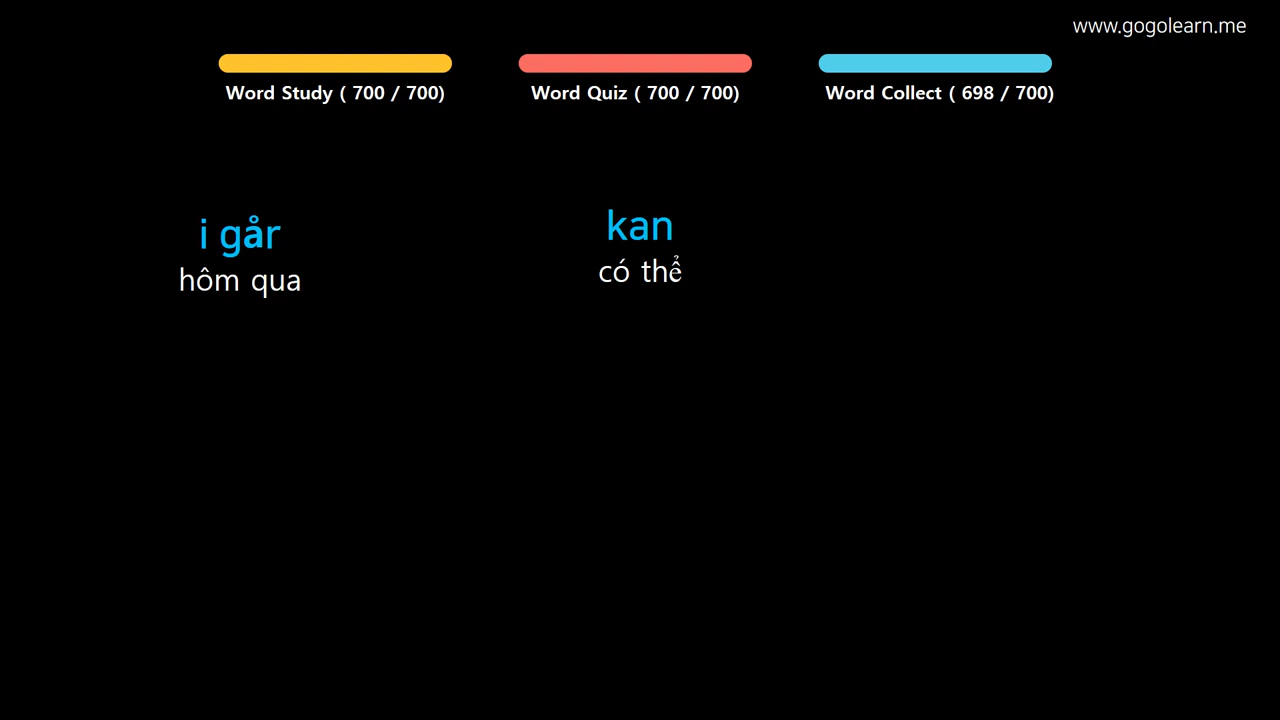 www.gogolearn.me
Word Study ( 700 / 700)
Word Quiz ( 700 / 700)
Word Collect ( 698 / 700)
i går
hôm qua
kan
có thể